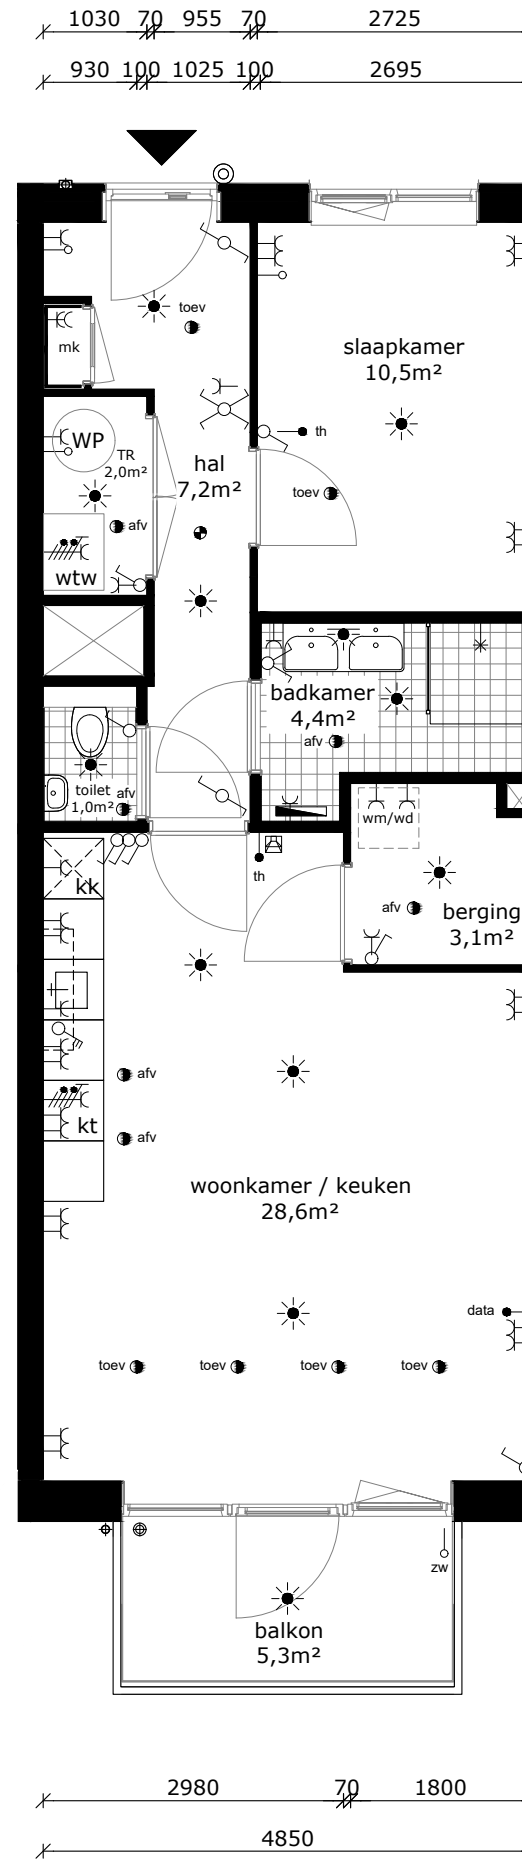 1030 70 955 70 2725
930 100 1025 100 2695
toev
mk
slaapkamer
10,5m²
WP
TR
2,0m²
th
hal
7,2m²
toev
afv
wtw
badkamer
4,4m²
afv
toilet
1,0m²
afv
wm/wd
kk
th
afv
berging
3,1m²
afv
kt
afv
woonkamer / keuken
28,6m²
data
toev toev toev toev
zw
balkon
5,3m²
2980 70 1800
4850